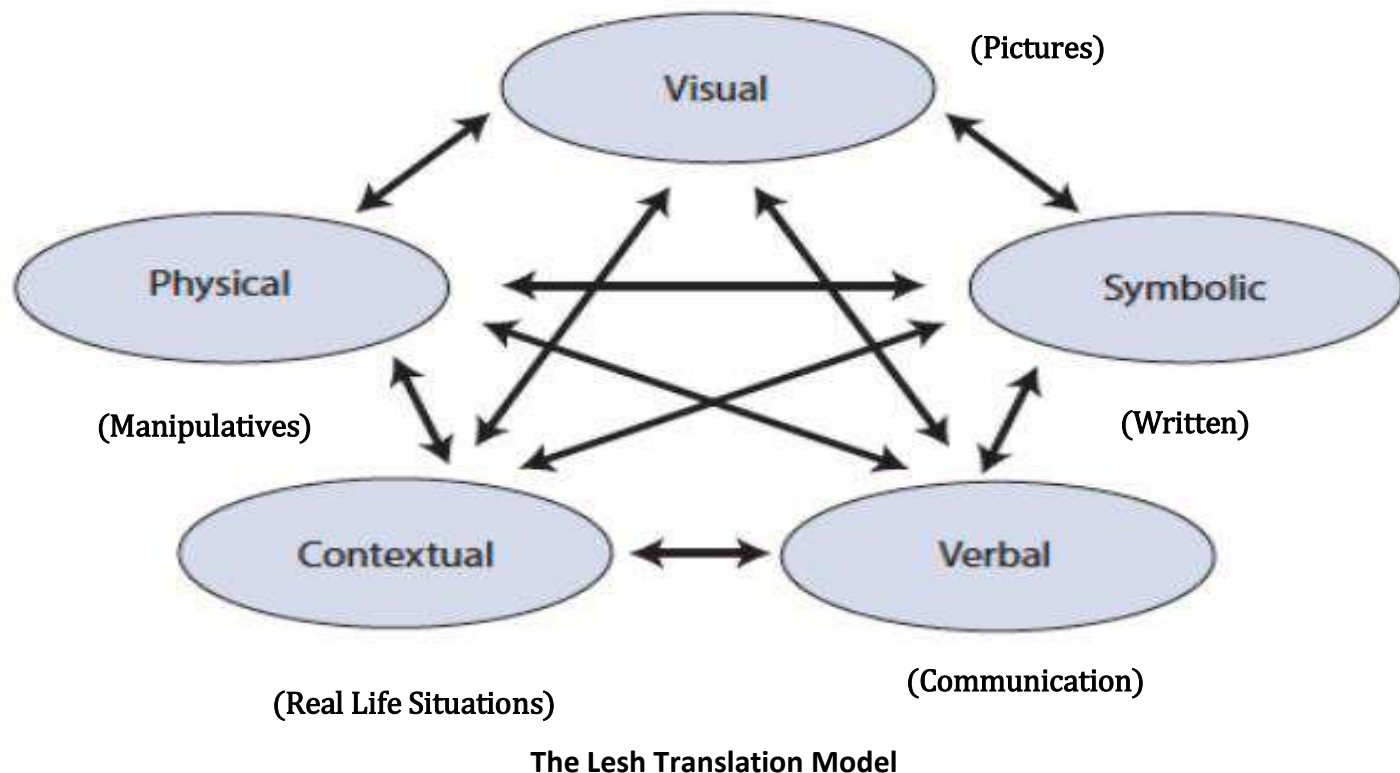 (Pictures)
Visual
Physical
Symbolic
(Manipulatives)
(Written)
Contextual
Verbal
(Communication)
(Real Life Situations)
The Lesh Translation Model